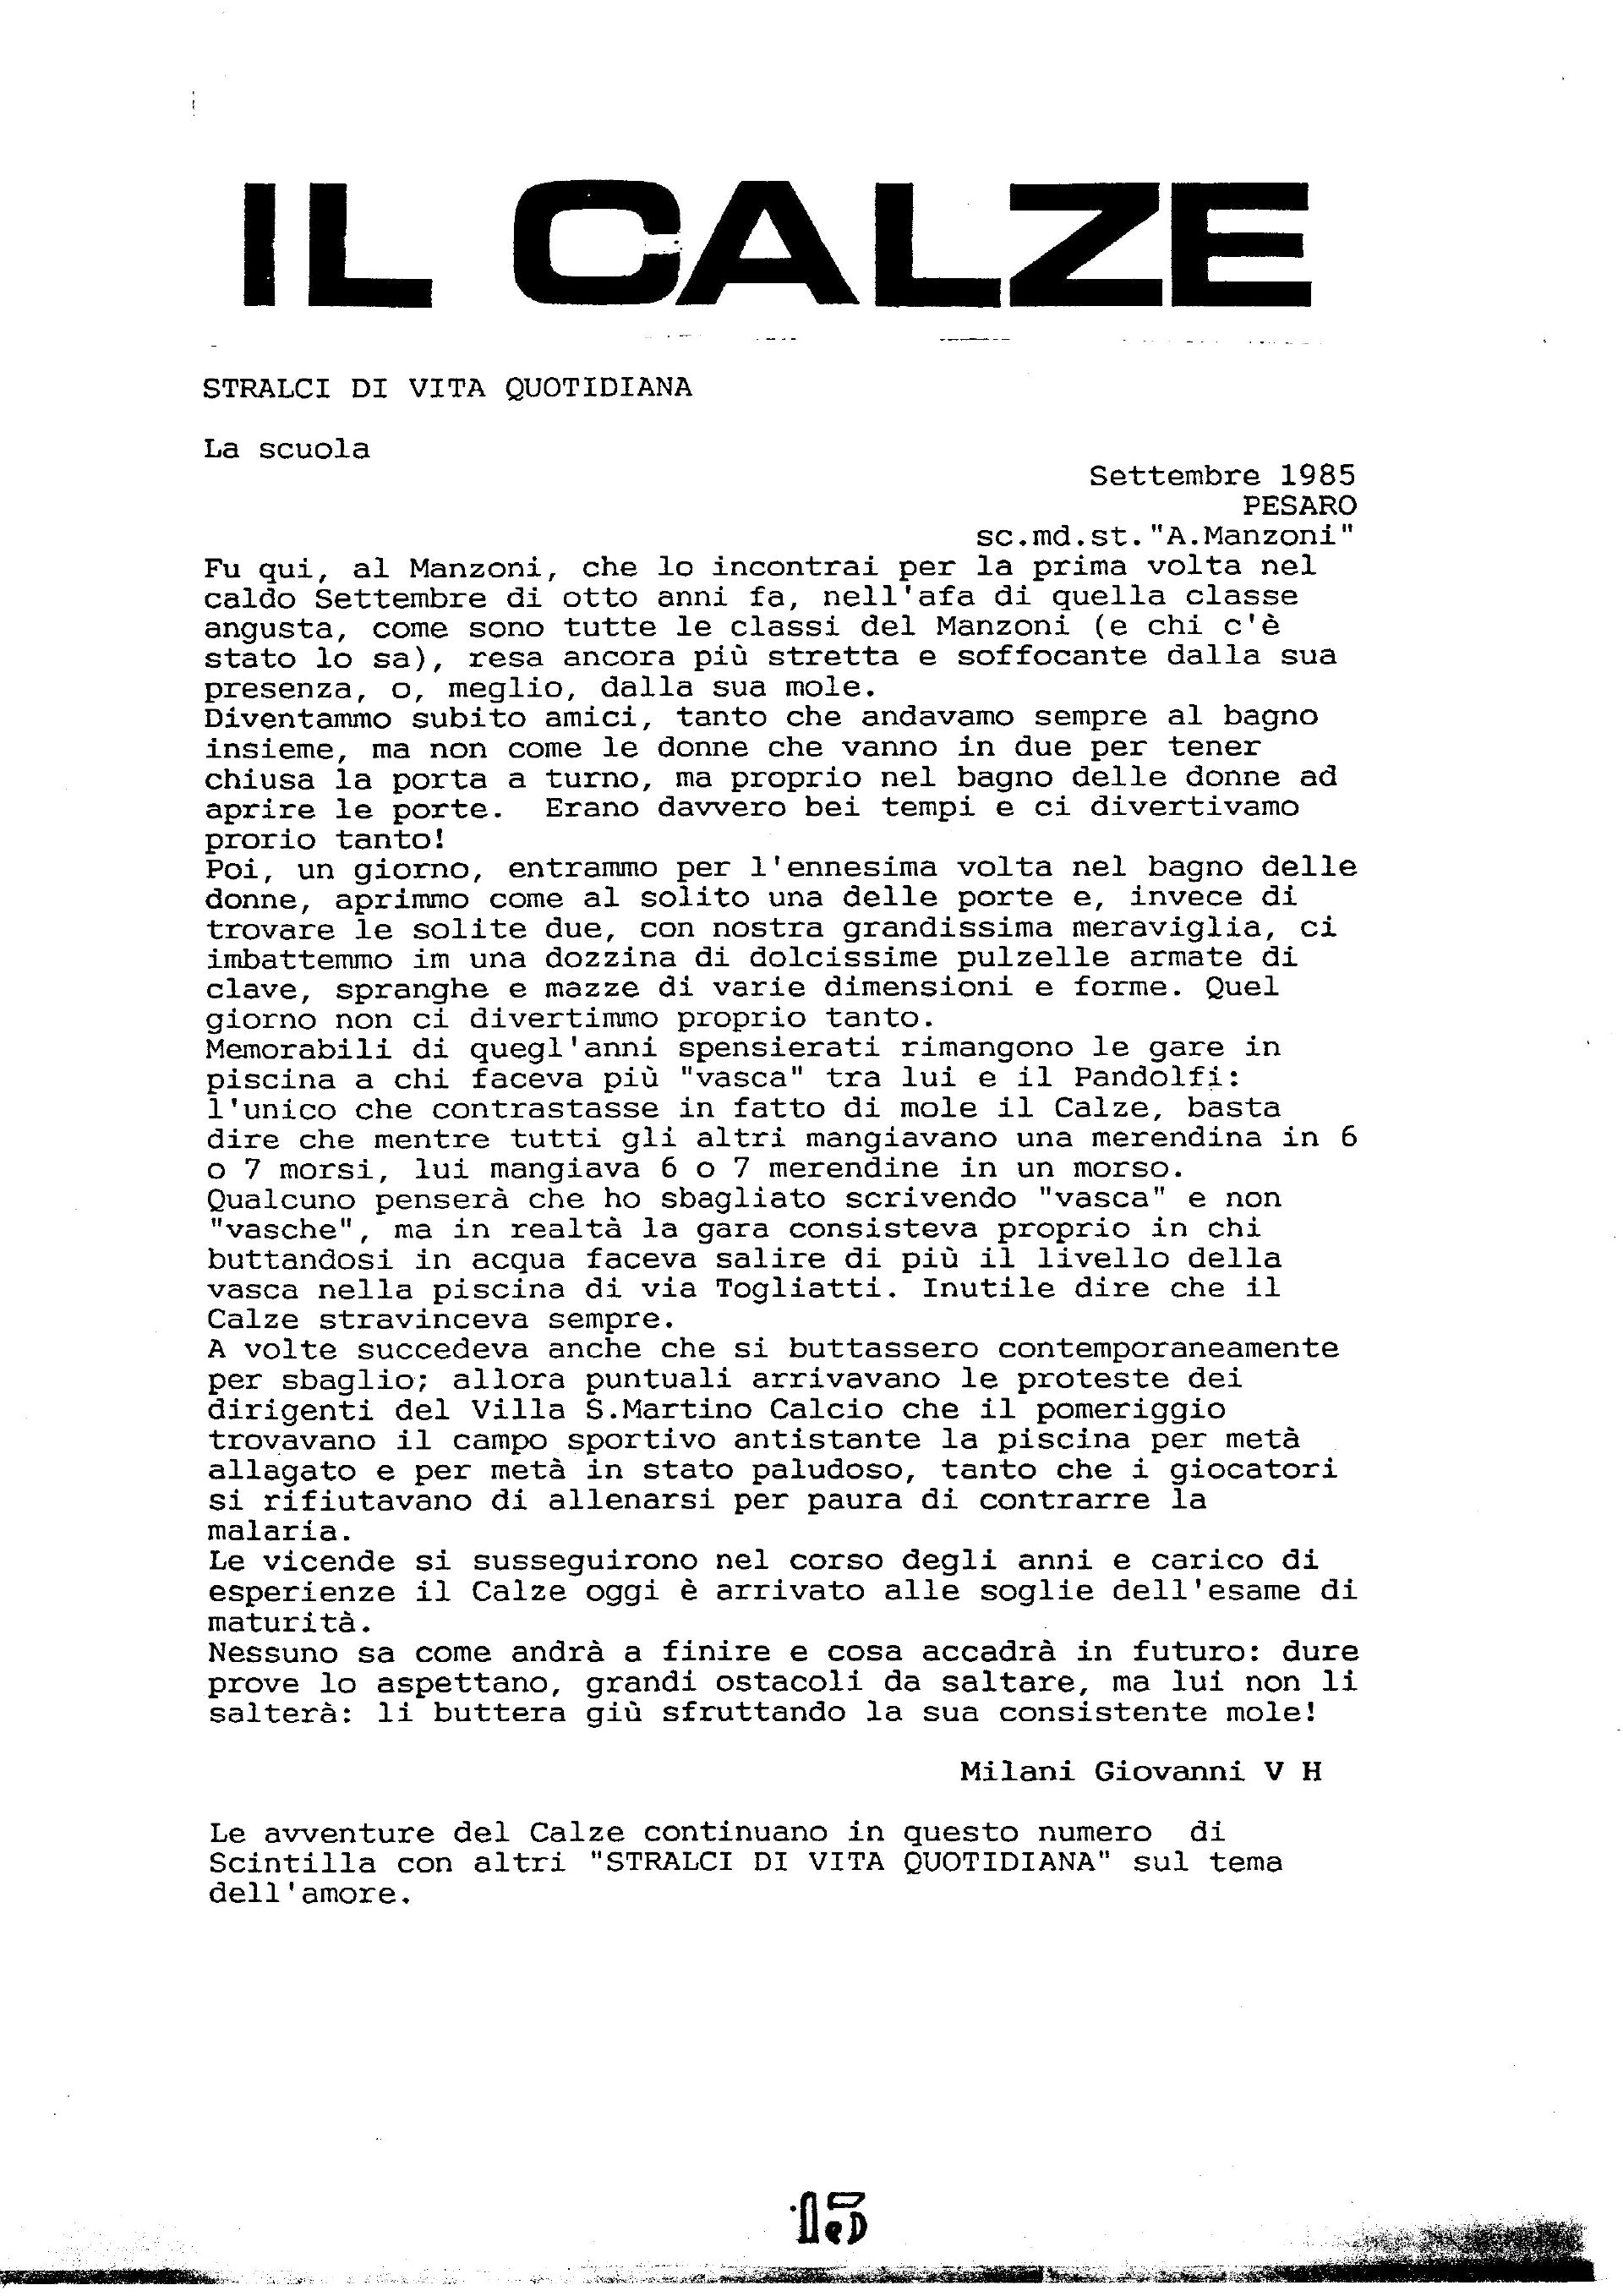 IL CALZE
STRALCI DI VITA QUOTIDIANA
La scuola
Settembre 1985
PESARO
sc.md.st."A.Manzoni"
Fu qui, al Manzoni, che lo incontrai per la prima volta nel
caldo Settembre di otto anni fa, nell'afa di quella classe
angusta, come sono tutte le classi del Manzoni (e chi c'è
stato lo sa), resa ancora più stretta e soffocante dalla sua
presenza, o, meglio, dalla sua mole.
Diventammo subito amici, tanto che andavamo sempre al bagno
insieme, ma non come le donne che vanno in due per tener
chiusa la porta a turno, ma proprio nel bagno delle donne ad
aprire le porte.  Erano davvero bei tempi e ci divertivamo
prorio tanto!
Poi, un giorno, entrammo per l'ennesima volta nel bagno delle
donne, aprimmo come al solito una delle porte e, invece di
trovare le solite due, con nostra grandissima meraviglia, ci
imbattemmo im una dozzina di dolcissime pulzelle armate di
clave, spranghe e mazze di varie dimensioni e forme. Quel
giorno non ci divertimmo proprio tanto.
Memorabili di quegl'anni spensierati rimangono le gare in
piscina a chi faceva più "vasca" tra lui e il Pandolfi:
l'unico che contrastasse in fatto di mole il Calze, basta
dire che mentre tutti gli altri mangiavano una merendina in 6
o 7 morsi, lui mangiava 6 o 7 merendine in un morso.
Qualcuno penserà che ho sbagliato scrivendo "vasca" e non
"vasche", ma in realtà la gara consisteva proprio in chi
buttandosi in acqua faceva salire di più il livello della
vasca nella piscina di via Togliatti. Inutile dire che il
Calze stravinceva sempre.
A volte succedeva anche che si buttassero contemporaneamente
per sbaglio; allora puntuali arrivavano le proteste dei
dirigenti del Villa S.Martino Calcio che il pomeriggio
trovavano il campo sportivo antistante la piscina per metà
allagato e per metà in stato paludoso, tanto che i giocatori
si rifiutavano di allenarsi per paura di contrarre la
malaria.
Le vicende si susseguirono nel corso degli anni e carico di
esperienze il Calze oggi è arrivato alle soglie dell'esame di
maturità.
Nessuno sa come andrà a finire e cosa accadrà in futuro: dure
prove lo aspettano, grandi ostacoli da saltare, ma lui non li
salterà: li buttera giù sfruttando la sua consistente mole!
Milani Giovanni V H
Le avventure del Calze continuano in questo numero  di
Scintilla con altri "STRALCI DI VITA QUOTIDIANA" sul tema
dell'amore.
15